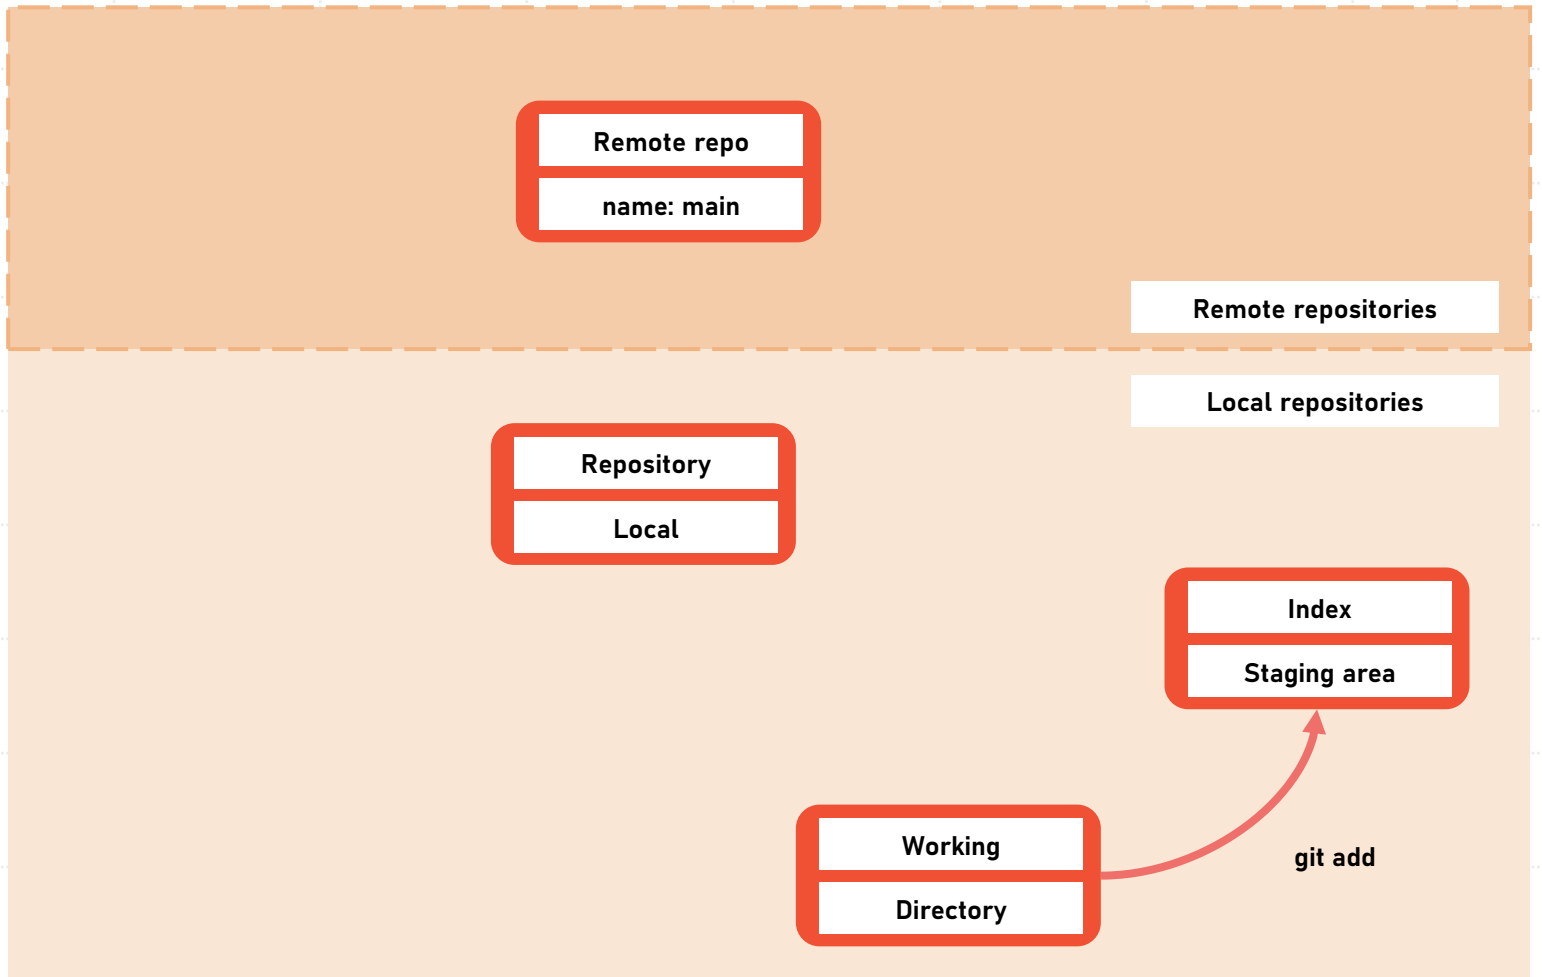 Remote repo
name: main
Remote repositories
Local repositories
Repository
Local
Index
Staging area
Working
Directory
git add